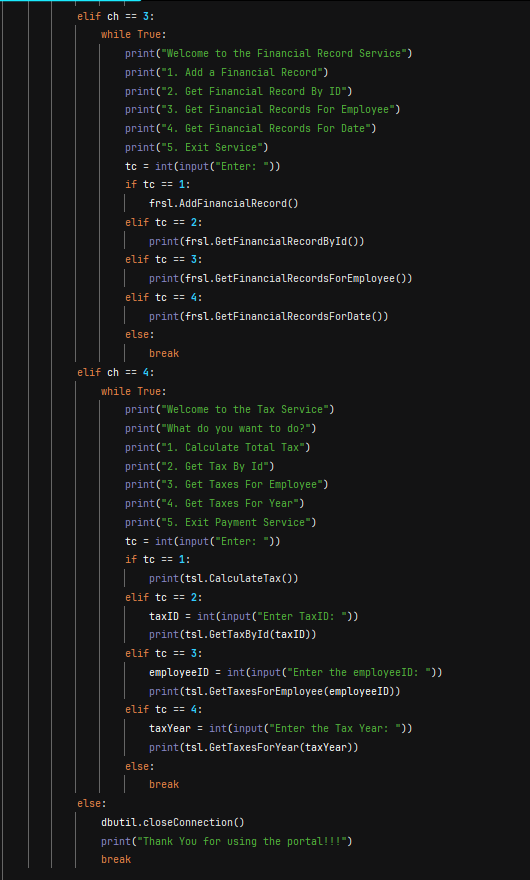 elif ch == 3:
while True:
print("Welcome to the Financial Record Service")
print("1. Add a Financial Record")
print("2. Get Financial Record By ID")
print("3. Get Financial Records For Employee")
print("4. Get Financial Records For Date")
print("5. Exit Service")
tc = int(input("Enter: "))
if tc == 1:
frsl.AddFinancialRecord()
elif tc == 2:
print(frsl.GetFinancialRecordById())
elif tc == 3:
print(frsl.GetFinancialRecordsForEmployee())
elif tc == 4:
print(frsl.GetFinancialRecordsForDate())
else:
break
elif ch == 4:
while True:
print("Welcome to the Tax Service")
print("What do you want to do?")
print("1. Calculate Total Tax")
print("2. Get Tax By Id")
print("3. Get Taxes For Employee")
print("4. Get Taxes For Year")
print("5. Exit Payment Service")
tc = int(input("Enter: "))
if tc == 1:
print(tsl.CalculateTax())
elif tc == 2:
taxID = int(input("Enter TaxID: "))
print(tsl.GetTaxById(taxID))
elif tc == 3:
employeeID = int(input("Enter the employeeID: "))
print(tsl.GetTaxesForEmployee(employeeID))
elif tc == 4:
taxYear = int(input("Enter the Tax Year: "))
print(tsl.GetTaxesForYear(taxYear))
else:
break
else:
dbutil.closeConnection()
print("Thank You for using the portal!!!")
break